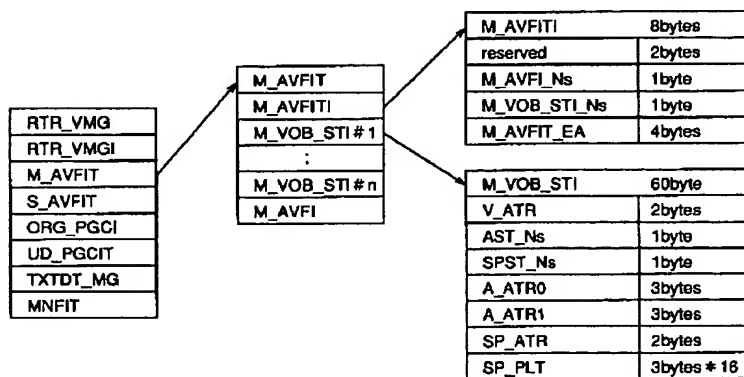 RTR_VMG
RTR_VMGI
M_AVFIT
S_AVFIT
ORG_PGCI
UD_PGCIT
TXTDT_MG
MNFIT
M_AVFIT
M_AVFITI
M_VOB_STI#1
:
M_VOB_STI#n
M_AVFI
M_AVFITI 8bytes
reserved 2bytes
M_AVFI_Ns 1byte
M_VOB_STI_Ns 1byte
M_AVFIT_EA 4bytes
M_VOB_STI 60byte
V_ATR 2bytes
AST_Ns 1byte
SPST_Ns 1byte
A_ATR0 3bytes
A_ATR1 3bytes
SP_ATR 2bytes
SP_PLT 3bytes*16